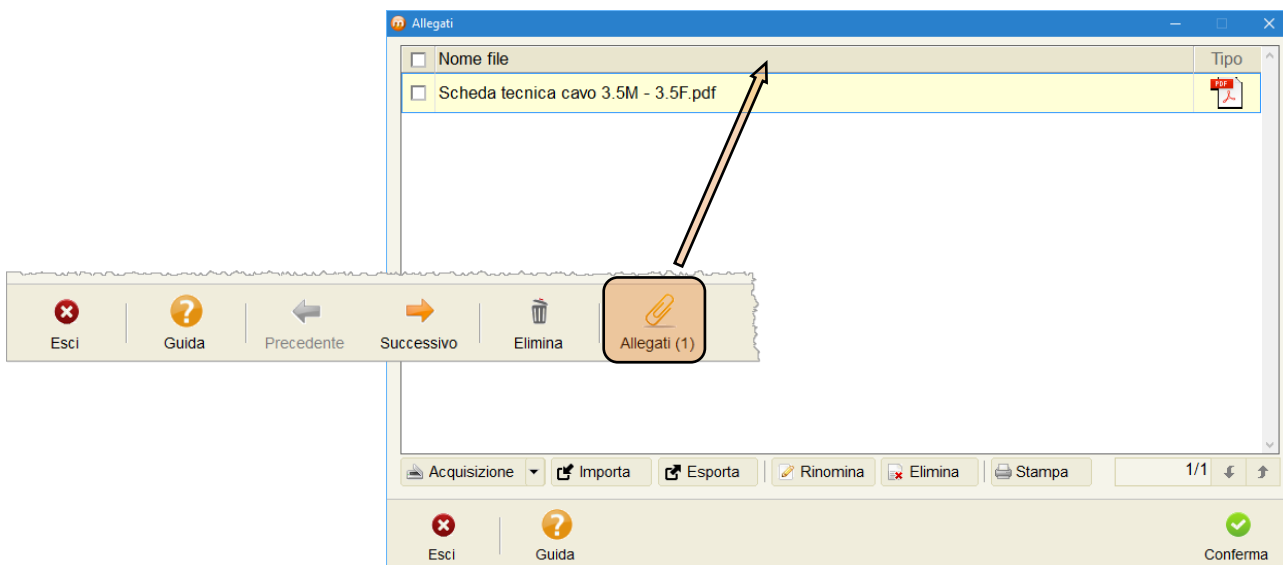 Allegati
Nome file Tipo
Scheda tecnica cavo 3.5M - 3.5F.pdf
PDF
Esci Guida Precedente Successivo Elimina Allegati (1)
Acquisizione Importa Esporta Rinomina Elimina Stampa 1/1
Esci Guida Conferma